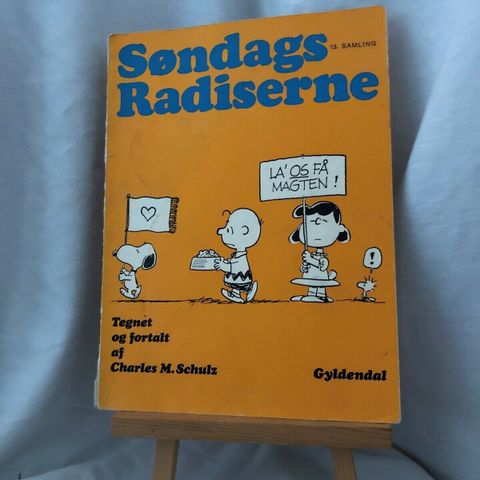 Søndags
13. SAMLING
Radiserne
LA' OS FÅ
MAGTEN!
!
Tegnet
og fortalt
af
Charles M. Schulz
Gyldendal